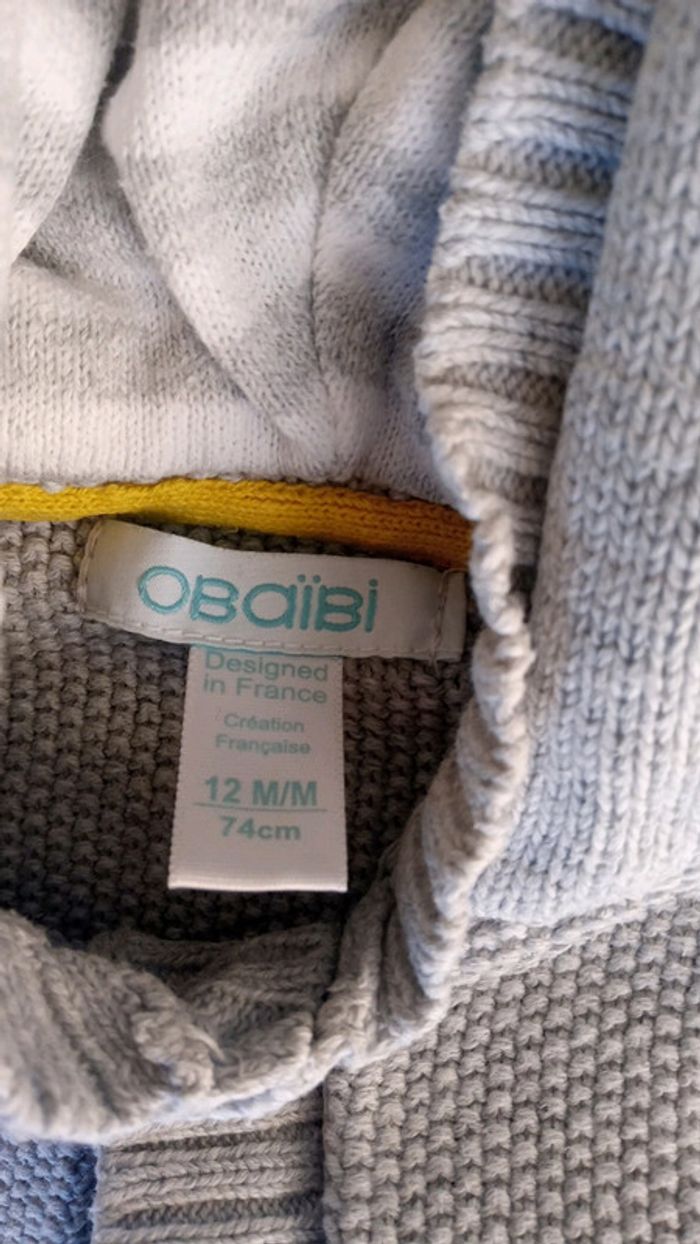 OBaïBi
Designed
in France
Création
Française
12 M/M
74cm